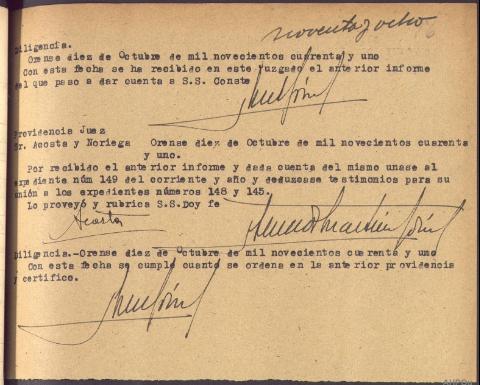 noventa y ocho
Diligencia.
Orense diez de Octubre de mil novecientos cuarenta y uno
Con esta fecha se ha recibido en este juzgado el anterior informe
del que paso a dar cuenta a S.S. Conste
Providencia Juez
Sr. Acosta y Noriega Orense diez de Octubre de mil novecientos cuarenta
y uno.
Por recibido el anterior informe y dada cuenta del mismo unase al
expediente núm 149 del corriente y año y deduzcase testimonios para su
unión a los expedientes números 148 y 145.
Lo proveyó y rubrica S.S. Doy fe
Acosta
Diligencia.-Orense diez de Octubre de mil novecientos cuarenta y uno
Con esta fecha se cumple cuanto se ordena en la anterior providencia
y certifico.